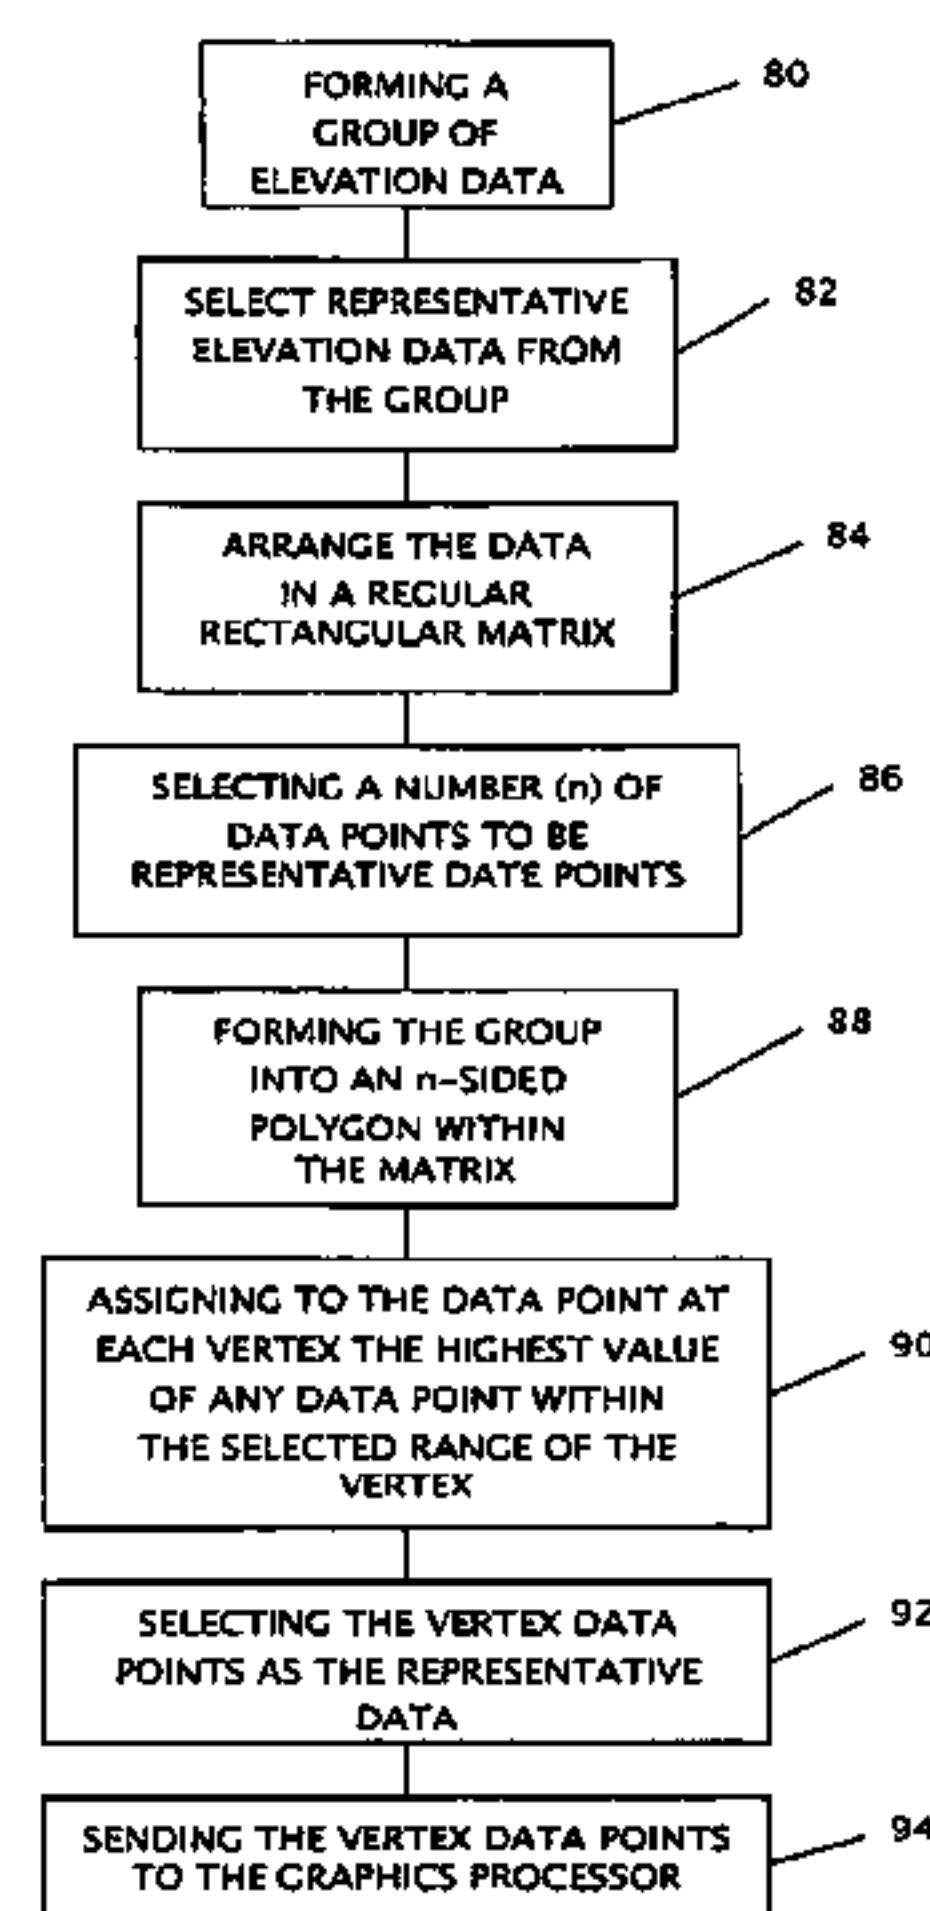 FORMING A
GROUP OF
ELEVATION DATA
80
SELECT REPRESENTATIVE
ELEVATION DATA FROM
THE GROUP
82
ARRANGE THE DATA
IN A REGULAR
RECTANGULAR MATRIX
84
SELECTING A NUMBER (n) OF
DATA POINTS TO BE
REPRESENTATIVE DATE POINTS
86
FORMING THE GROUP
INTO AN n-SIDED
POLYGON WITHIN
THE MATRIX
88
ASSIGNING TO THE DATA POINT AT
EACH VERTEX THE HIGHEST VALUE
OF ANY DATA POINT WITHIN
THE SELECTED RANGE OF THE
VERTEX
90
SELECTING THE VERTEX DATA
POINTS AS THE REPRESENTATIVE
DATA
92
SENDING THE VERTEX DATA POINTS
TO THE GRAPHICS PROCESSOR
94